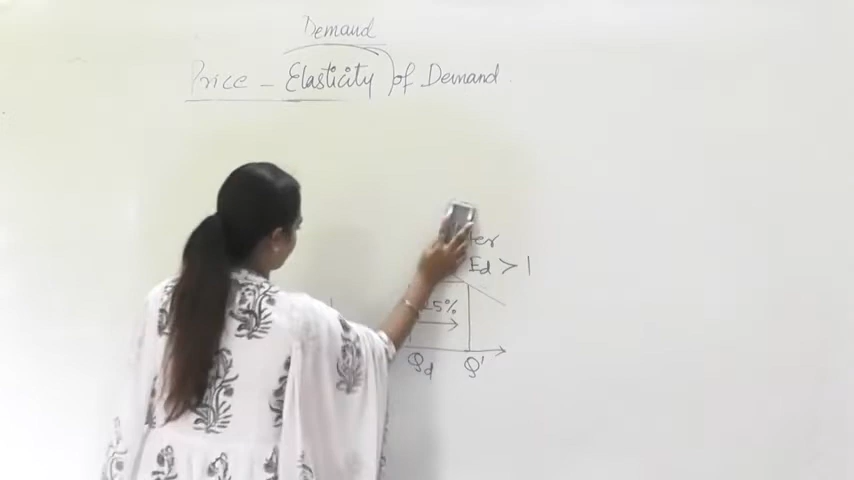 Demand
Price - Elasticity) of Demand
Ed > 1
5%
Qd Q'